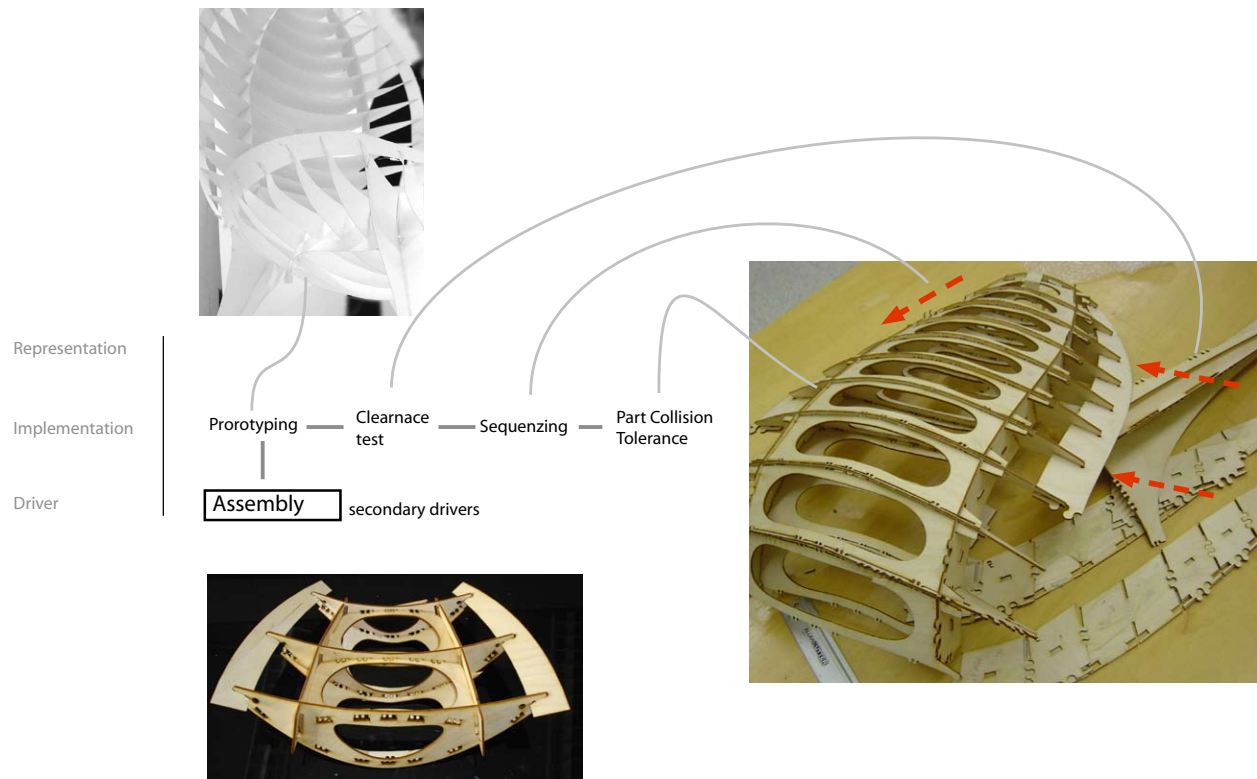 Representation
Implementation
Driver
Prorotyping
Clearnace
test
Sequenzing
Part Collision
Tolerance
Assembly
secondary drivers